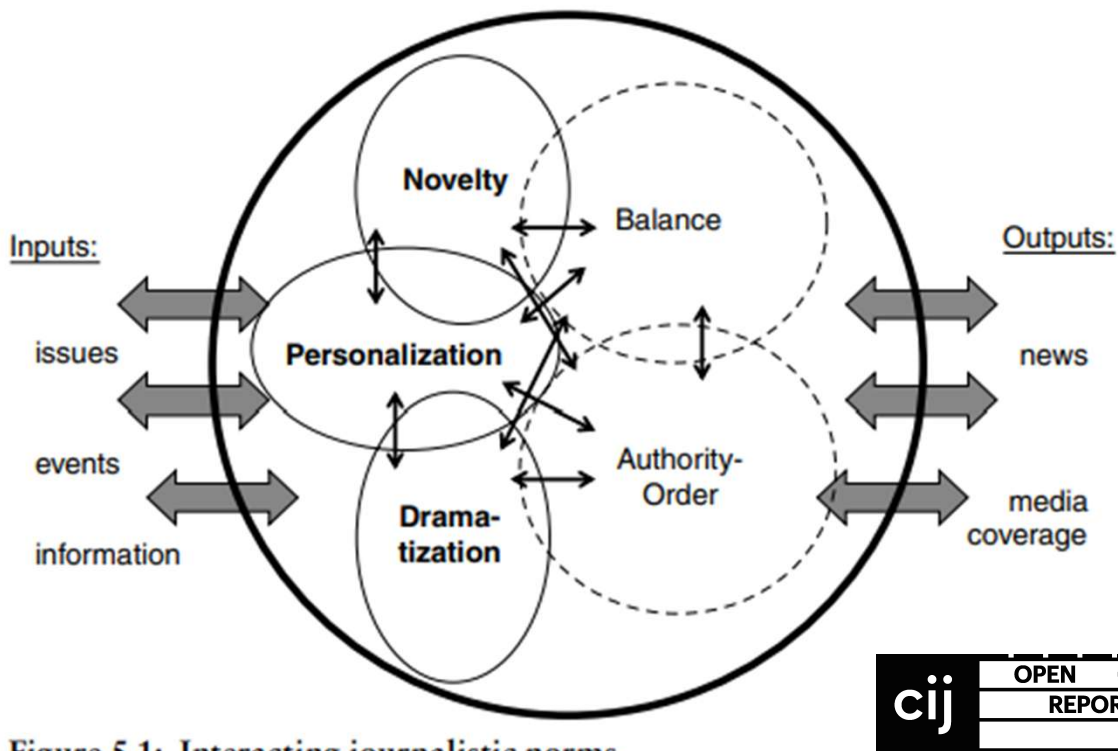 Novelty
Balance
Inputs:
Outputs:
issues
Personalization
news
events
Authority-
Order
Drama-
tization
media
coverage
information
cij
OPEN
REPOR
Figure 5.1: Interacting journalistic norms